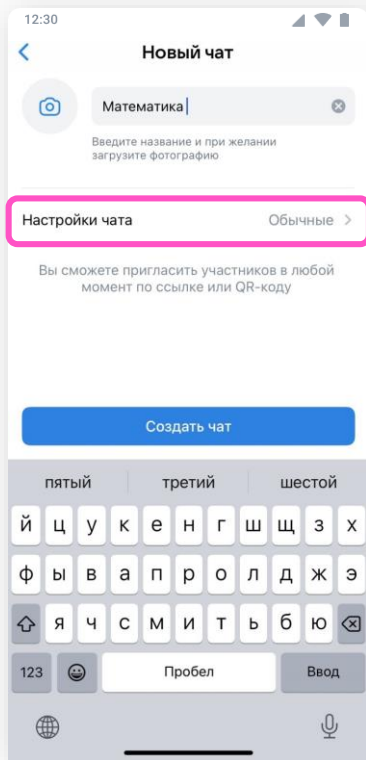 12:30
Новый чат
Математика
Введите название и при желании
загрузите фотографию
Настройки чата Обычные
Вы сможете пригласить участников в любой
момент по ссылке или QR-коду
Создать чат
пятый третий шестой
й ц у к е н г ш щ з х
ф ы в а п р о л д ж э
я ч с м и т ь б ю
123 Пробел Ввод